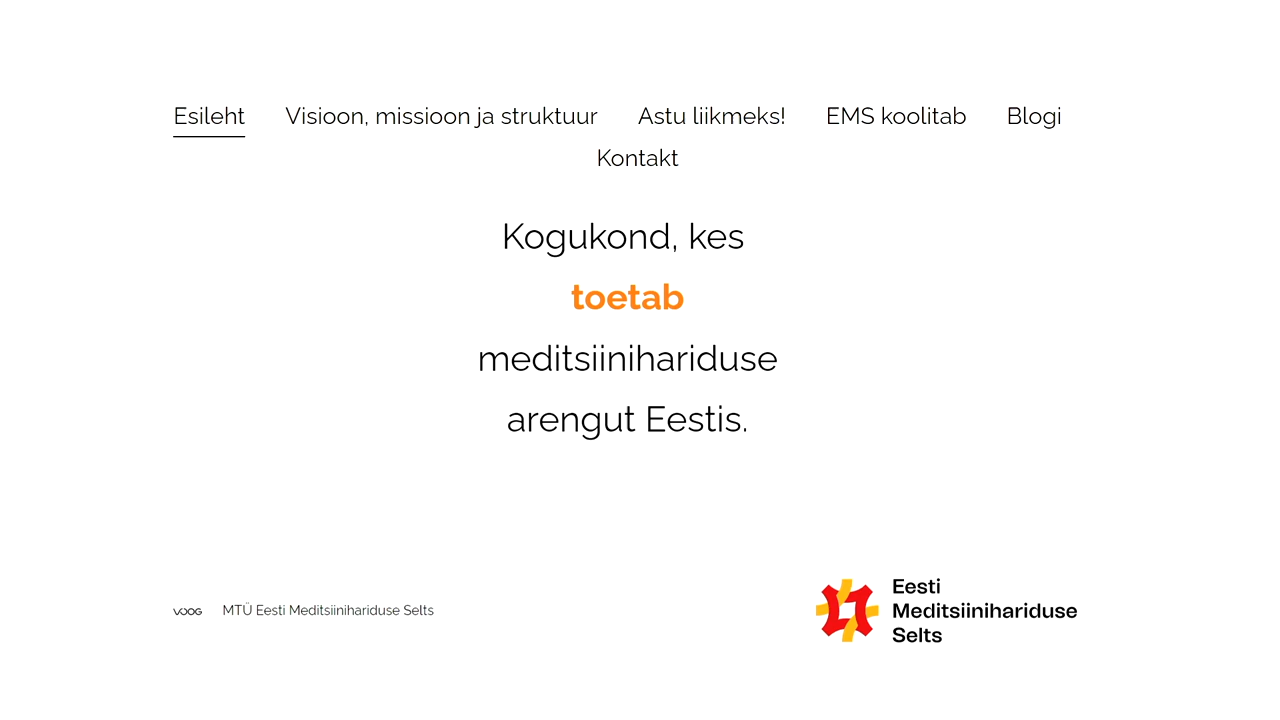 Esileht Visioon, missioon ja struktuur Astu liikmeks! EMS koolitab Blogi
Kontakt
Kogukond, kes
toetab
meditsiinihariduse
arengut Eestis.
VOOG MTÜ Eesti Meditsiinihariduse Selts
Eesti
Meditsiinihariduse
Selts